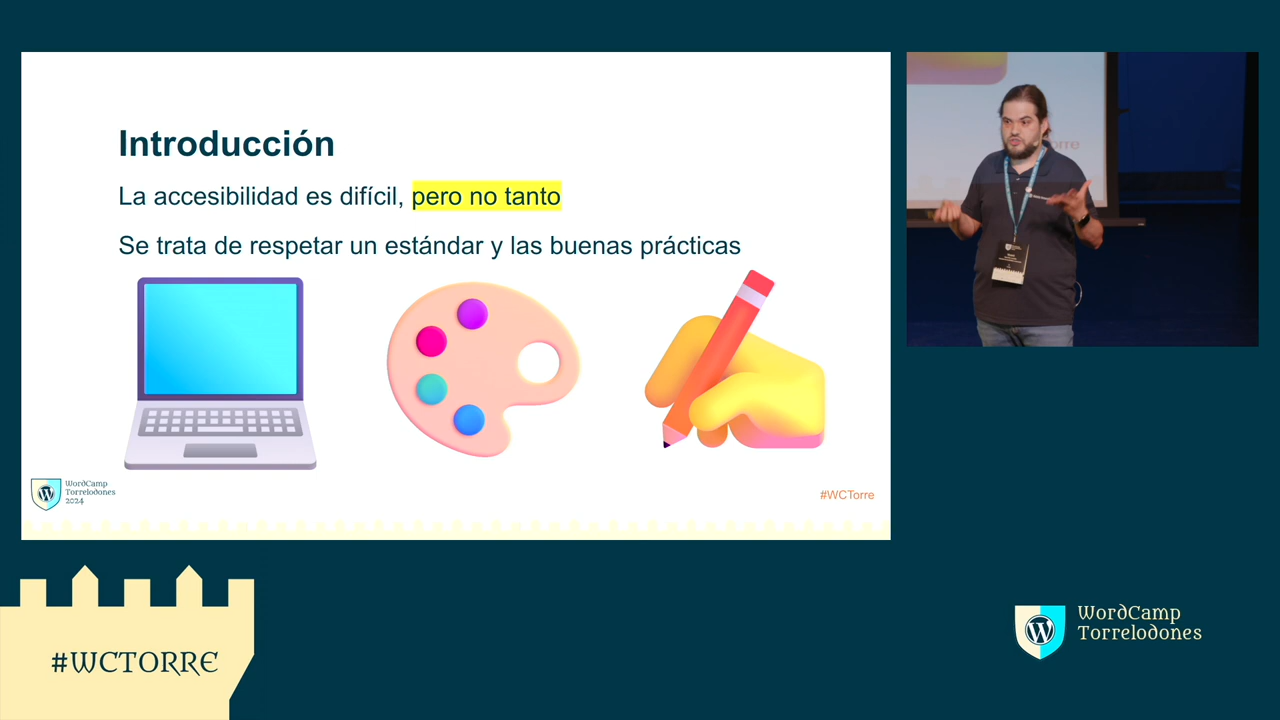 Introducción
La accesibilidad es difícil, pero no tanto
Se trata de respetar un estándar y las buenas prácticas
WordCamp
Torrelodones
2024
#WCTorre
orre
#WCTORRE
WordCamp
Torrelodones